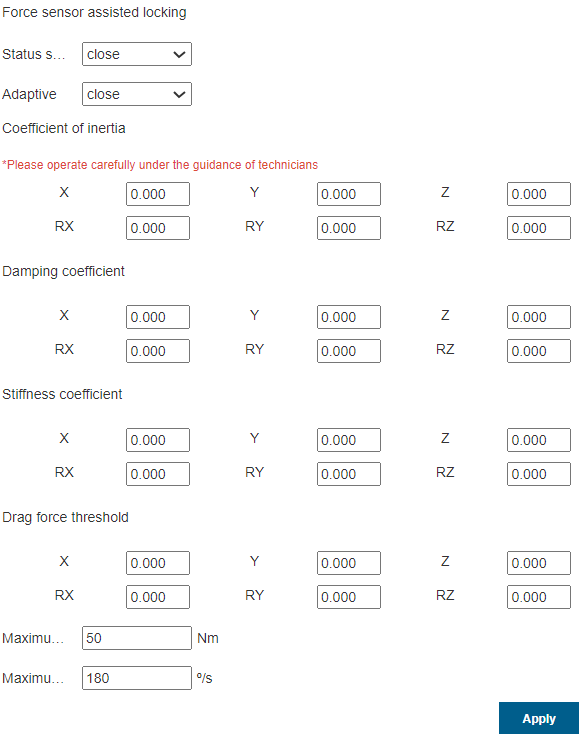 Force sensor assisted locking
Status s... close
Adaptive close
Coefficient of inertia
*Please operate carefully under the guidance of technicians
X 0.000 Y 0.000 Z 0.000
RX 0.000 RY 0.000 RZ 0.000
Damping coefficient
X 0.000 Y 0.000 Z 0.000
RX 0.000 RY 0.000 RZ 0.000
Stiffness coefficient
X 0.000 Y 0.000 Z 0.000
RX 0.000 RY 0.000 RZ 0.000
Drag force threshold
X 0.000 Y 0.000 Z 0.000
RX 0.000 RY 0.000 RZ 0.000
Maximu... 50 Nm
Maximu... 180 º/s
Apply